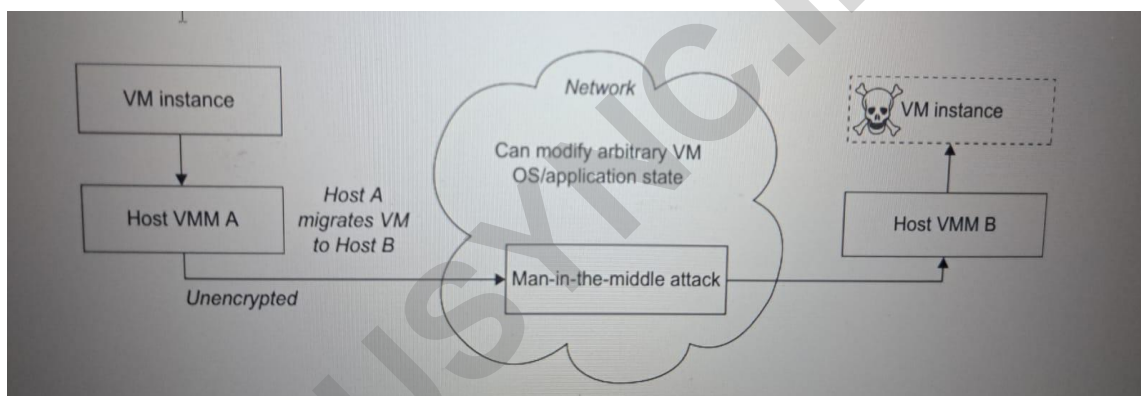 VM instance
Host VMM A
Host A
migrates VM
to Host B
Unencrypted
Network
Can modify arbitrary VM
OS/application state
Man-in-the-middle attack
VM instance
Host VMM B